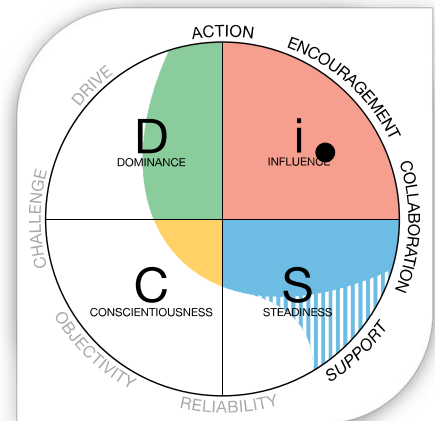 ACTION
ENCOURAGEMENT
DRIVE
D
DOMINANCE
i
INFLUENCE
CHALLENGE
COLLABORATION
C
CONSCIENTIOUSNESS
S
STEADINESS
OBJECTIVITY
SUPPORT
RELIABILITY